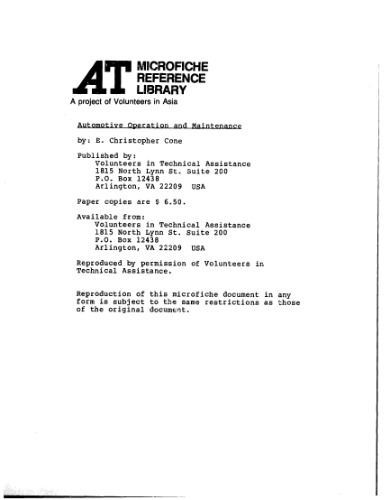 AT MICROFICHE
REFERENCE
LIBRARY
A project of Volunteers in Asia
Automotive Operation and Maintenance
by: E. Christopher Cone
Published by:
Volunteers in Technical Assistance
1815 North Lynn St. Suite 200
P.O. Box 12438
Arlington, VA 22209 USA
Paper copies are $ 6.50.
Available from:
Volunteers in Technical Assistance
1815 North Lynn St. Suite 200
P.O. Box 12438
Arlington, VA 22209 USA
Reproduced by permission of Volunteers in
Technical Assistance.
Reproduction of this microfiche document in any
form is subject to the same restrictions as those
of the original document.